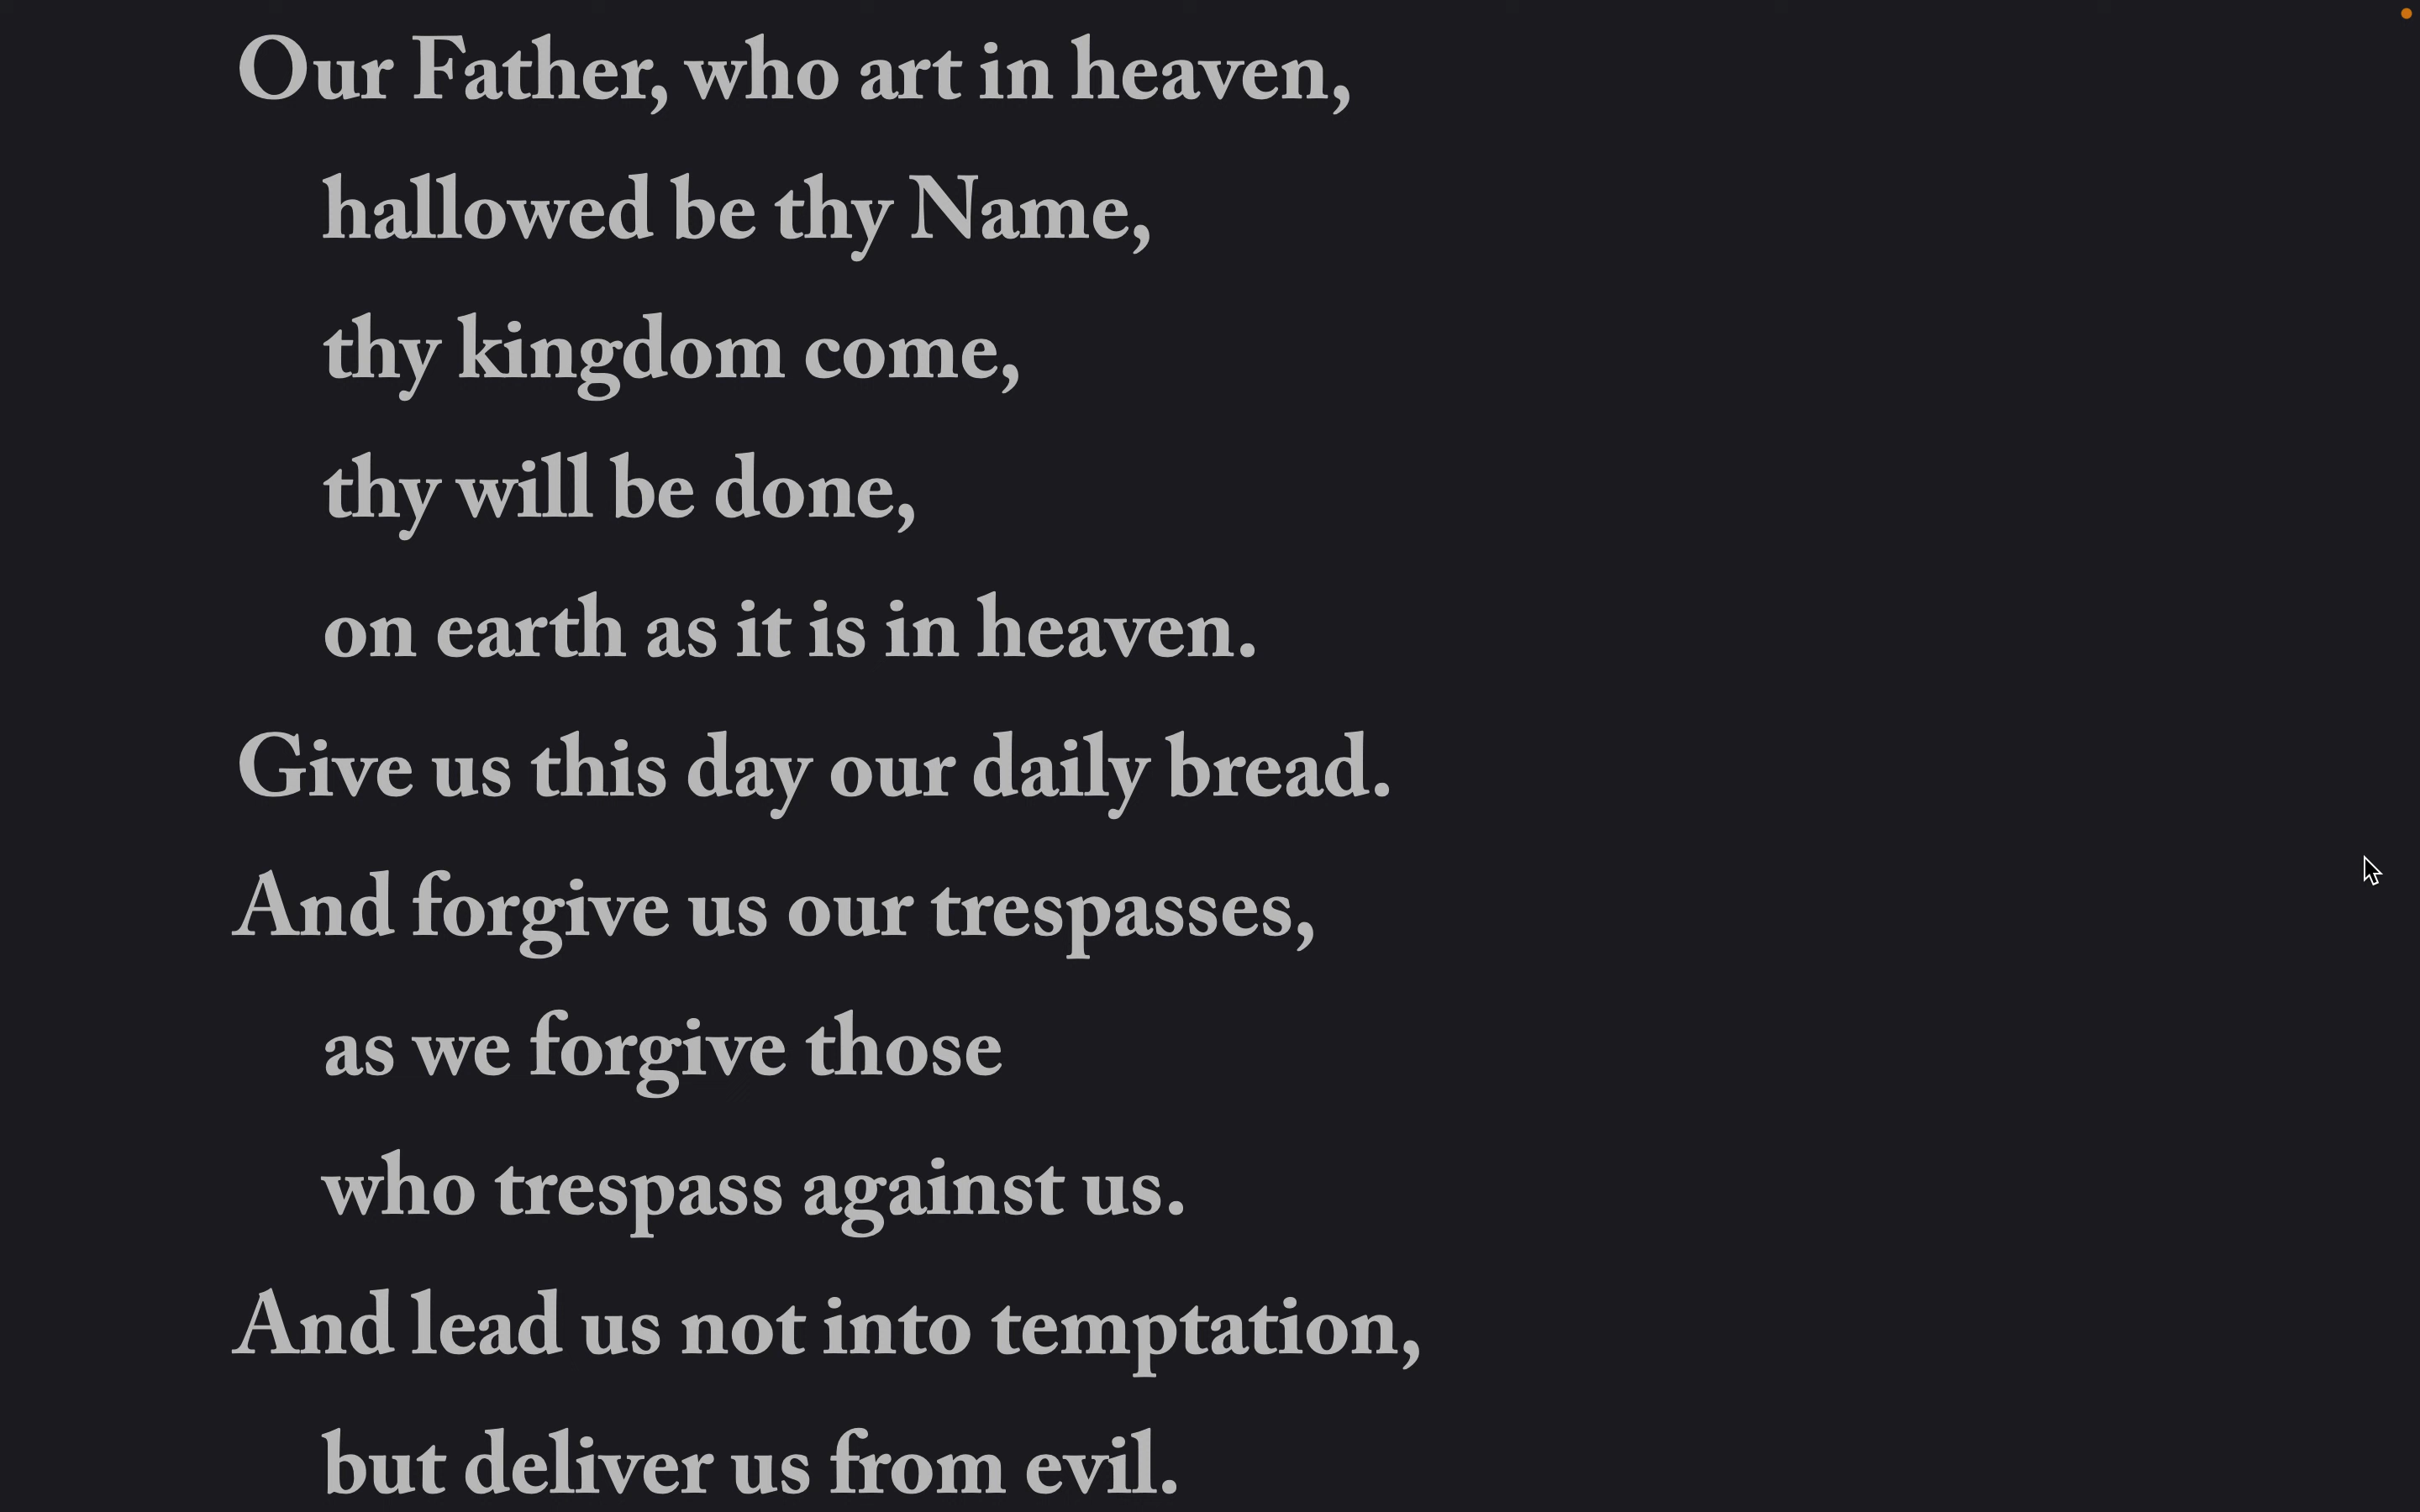 Our Father, who art in heaven,
hallowed be thy Name,
thy kingdom come,
thy will be done,
on earth as it is in heaven.
Give us this day our daily bread.
And forgive us our trespasses,
as we forgive those
who trespass against us.
And lead us not into temptation,
but deliver us from evil.